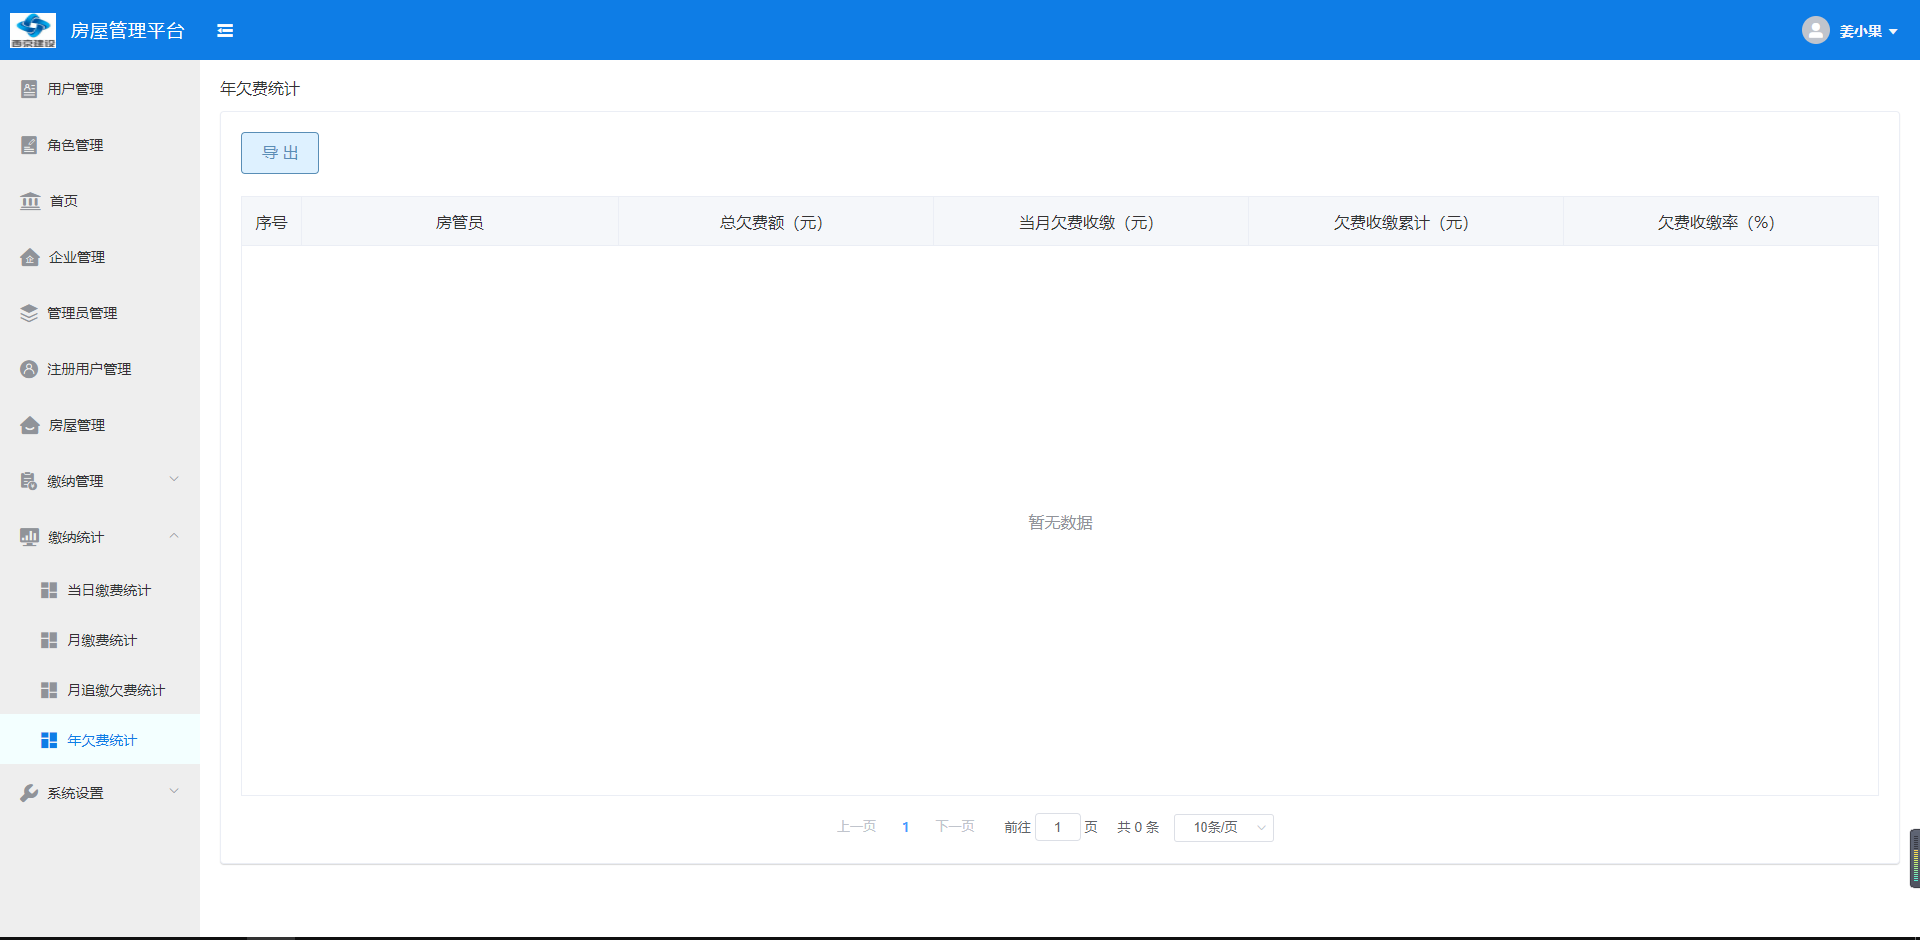 房屋管理平台
姜小果
用户管理
角色管理
首页
企业管理
管理员管理
注册用户管理
房屋管理
缴纳管理
缴纳统计
当日缴费统计
月缴费统计
月追缴欠费统计
年欠费统计
系统设置
年欠费统计
导 出
序号 房管员 总欠费额（元） 当月欠费收缴（元） 欠费收缴累计（元） 欠费收缴率（%）
暂无数据
上一页 1 下一页 前往 1 页 共 0 条 10条/页